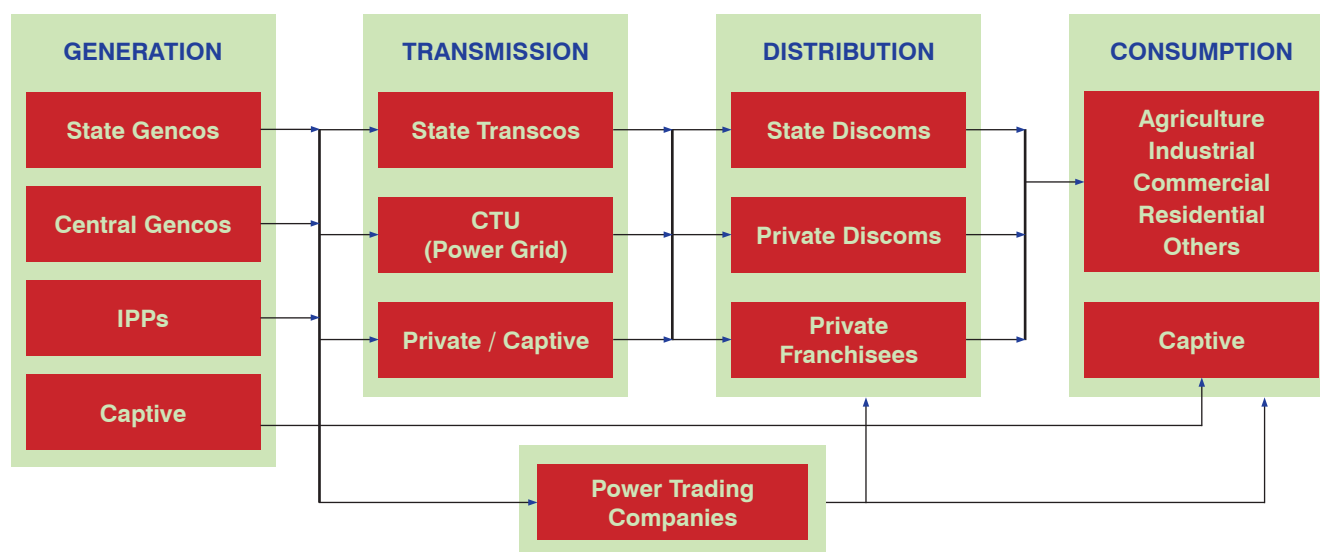 GENERATION
State Gencos
Central Gencos
IPPs
Captive
TRANSMISSION
State Transcos
CTU
(Power Grid)
Private / Captive
DISTRIBUTION
State Discoms
Private Discoms
Private
Franchisees
CONSUMPTION
Agriculture
Industrial
Commercial
Residential
Others
Captive
Power Trading
Companies